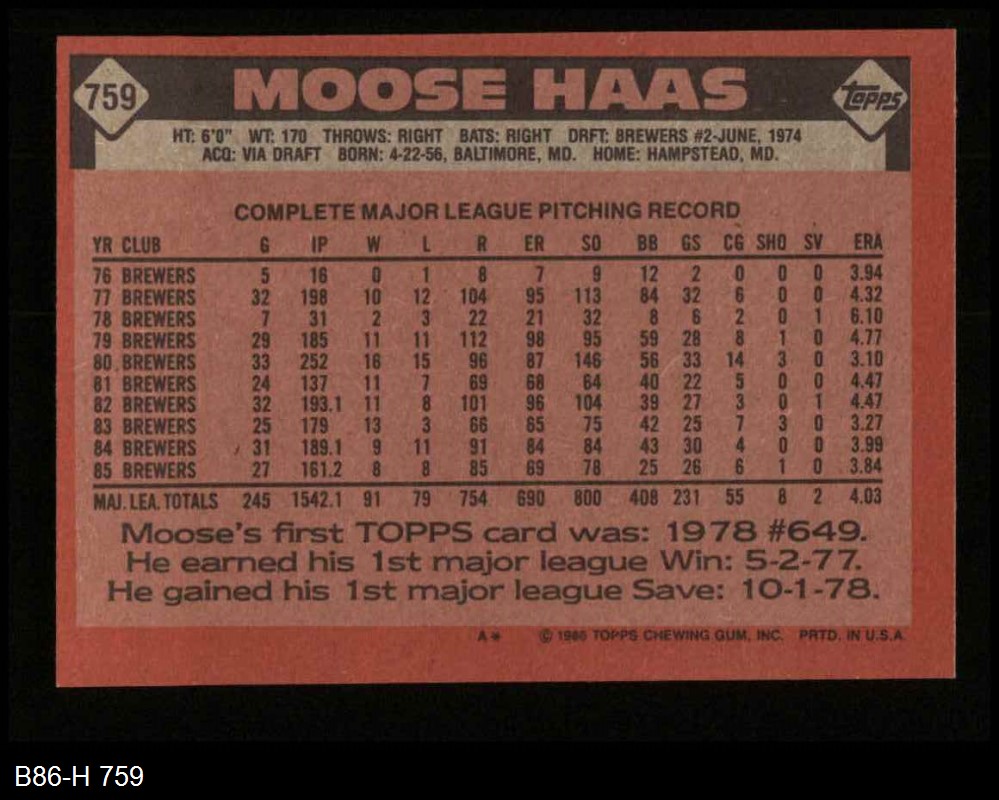 759 MOOSE HAAS topps
HT: 6'0" WT: 170 THROWS: RIGHT BATS: RIGHT DRFT: BREWERS #2-JUNE, 1974
ACQ: VIA DRAFT BORN: 4-22-56, BALTIMORE, MD. HOME: HAMPSTEAD, MD.
COMPLETE MAJOR LEAGUE PITCHING RECORD
YR CLUB G IP W L R ER SO BB GS CG SHO SV ERA
76 BREWERS 5 16 0 1 8 7 9 12 2 0 0 0 3.94
77 BREWERS 32 198 10 12 104 95 113 84 32 6 0 0 4.32
78 BREWERS 7 31 2 3 22 21 32 8 6 2 0 1 6.10
79 BREWERS 29 185 11 11 112 98 95 59 28 8 1 0 4.77
80 BREWERS 33 252 16 15 96 87 146 56 33 14 3 0 3.10
81 BREWERS 24 137 11 7 69 68 64 40 22 5 0 0 4.47
82 BREWERS 32 193.1 11 8 101 96 104 39 27 3 0 1 4.47
83 BREWERS 25 179 13 3 66 65 75 42 25 7 3 0 3.27
84 BREWERS 31 189.1 9 11 91 84 84 43 30 4 0 0 3.99
85 BREWERS 27 161.2 8 8 85 69 78 25 26 6 1 0 3.84
MAJ. LEA. TOTALS 245 1542.1 91 79 754 690 800 408 231 55 8 2 4.03
Moose's first TOPPS card was: 1978 #649.
He earned his 1st major league Win: 5-2-77.
He gained his 1st major league Save: 10-1-78.
A* © 1986 TOPPS CHEWING GUM, INC. PRTD. IN U.S.A.
B86-H 759